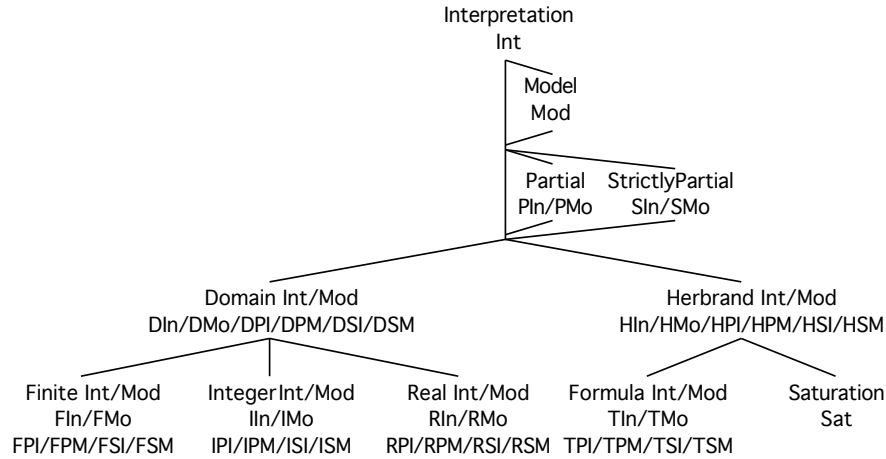 Interpretation
Int
Model
Mod
Partial StrictlyPartial
PIn/PMo SIn/SMo
Domain Int/Mod Herbrand Int/Mod
DIn/DMo/DPI/DPM/DSI/DSM HIn/HMo/HPI/HPM/HSI/HSM
Finite Int/Mod IntegerInt/Mod Real Int/Mod Formula Int/Mod Saturation
FIn/FMo IIn/IMo RIn/RMo TIn/TMo Sat
FPI/FPM/FSI/FSM IPI/IPM/ISI/ISM RPI/RPM/RSI/RSM TPI/TPM/TSI/TSM